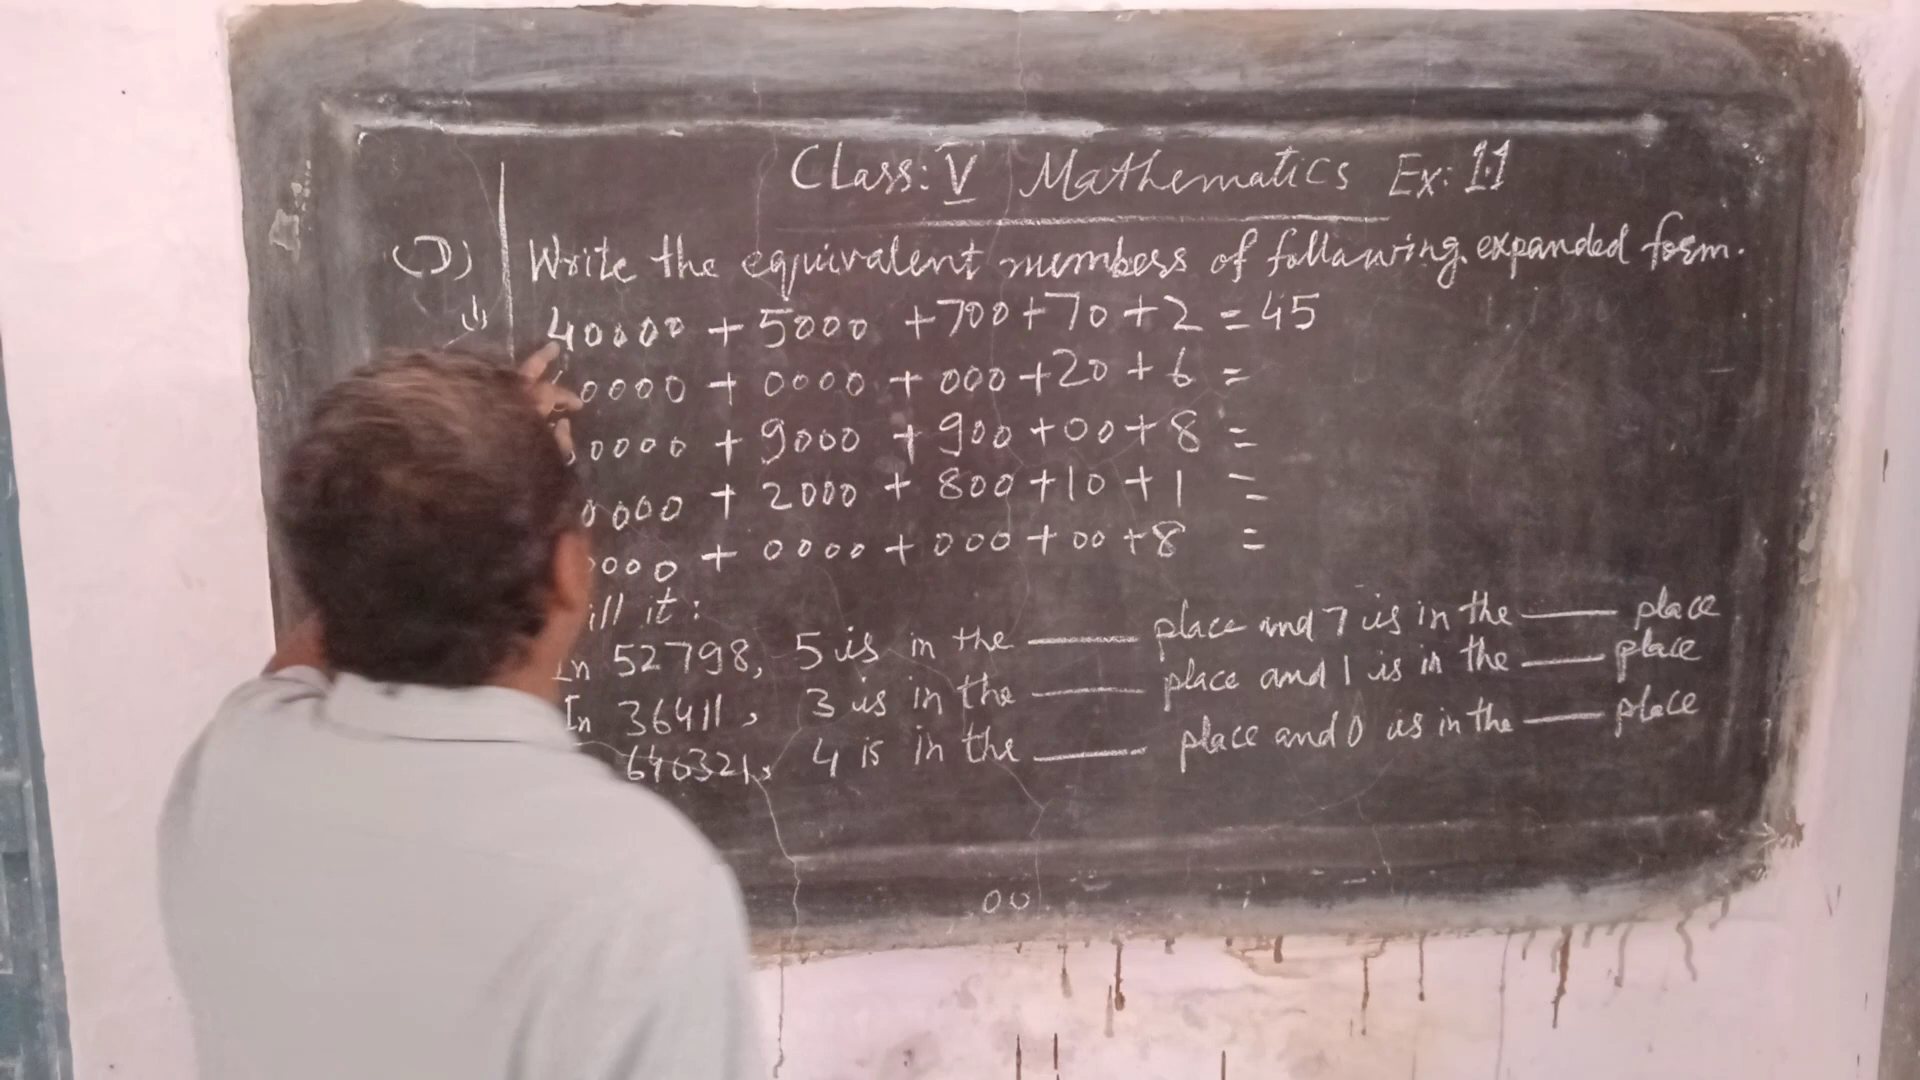 Class: V Mathematics Ex: 1.1
Write the equivalent numbers of following expanded form.
40000 + 5000 + 700 + 70 + 2 = 45
0000 + 0000 + 000 + 20 + 6 =
0000 + 9000 + 900 + 00 + 8 =
0000 + 2000 + 800 + 10 + 1 =
0000 + 0000 + 000 + 00 + 8 =
ill it:
In 52798, 5 is in the ____ place and 7 is in the ____ place
In 36411, 3 is in the ____ place and 1 is in the ____ place
640321, 4 is in the ____ place and 0 is in the ____ place
00